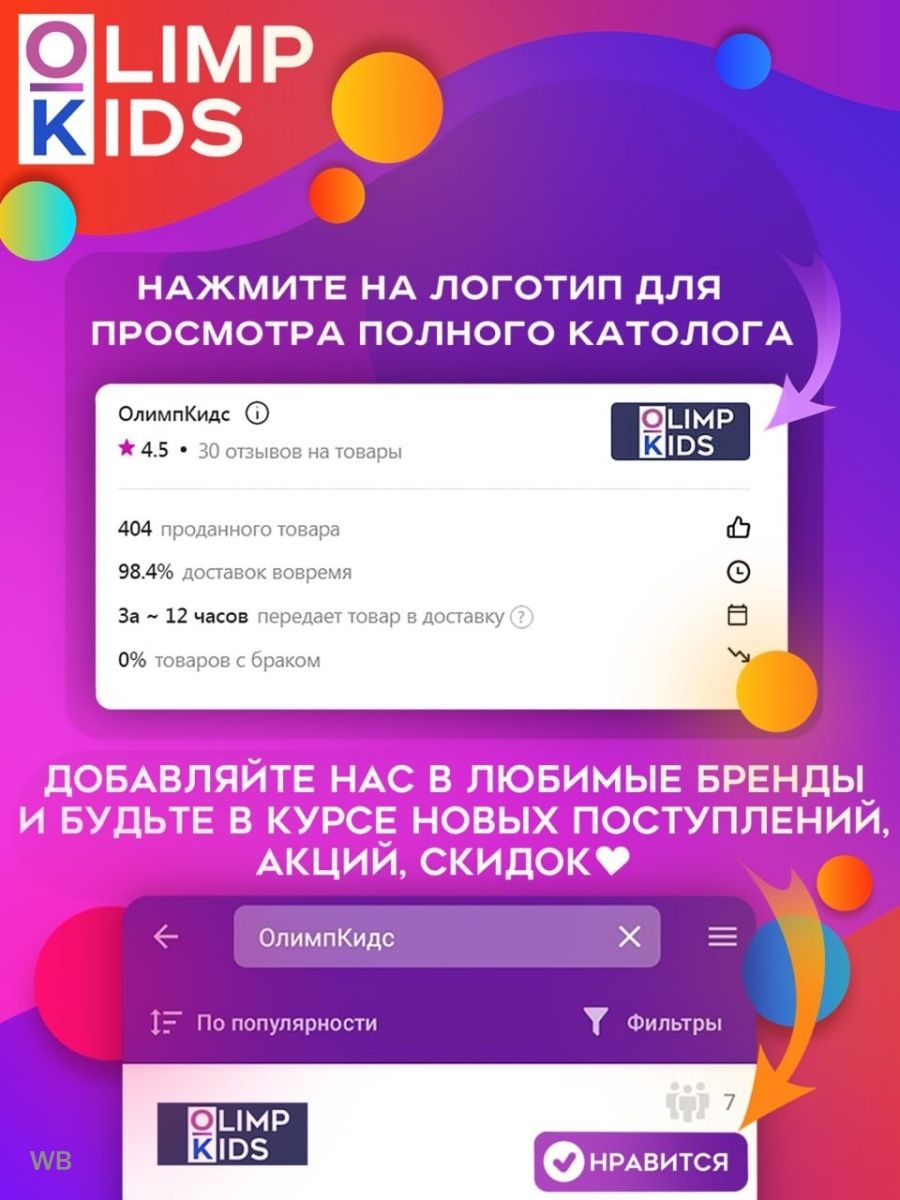 OLIMP
KIDS
НАЖМИТЕ НА ЛОГОТИП ДЛЯ
ПРОСМОТРА ПОЛНОГО КАТОЛОГА
ОлимпКидс
4.5 • 30 отзывов на товары
OLIMP
KIDS
404 проданного товара
98.4% доставок вовремя
За ~ 12 часов передает товар в доставку ?
0% товаров с браком
ДОБАВЛЯЙТЕ НАС В ЛЮБИМЫЕ БРЕНДЫ
И БУДЬТЕ В КУРСЕ НОВЫХ ПОСТУПЛЕНИЙ,
АКЦИЙ, СКИДОК
ОлимпКидс
По популярности Фильтры
7
OLIMP
KIDS
НРАВИТСЯ
WB